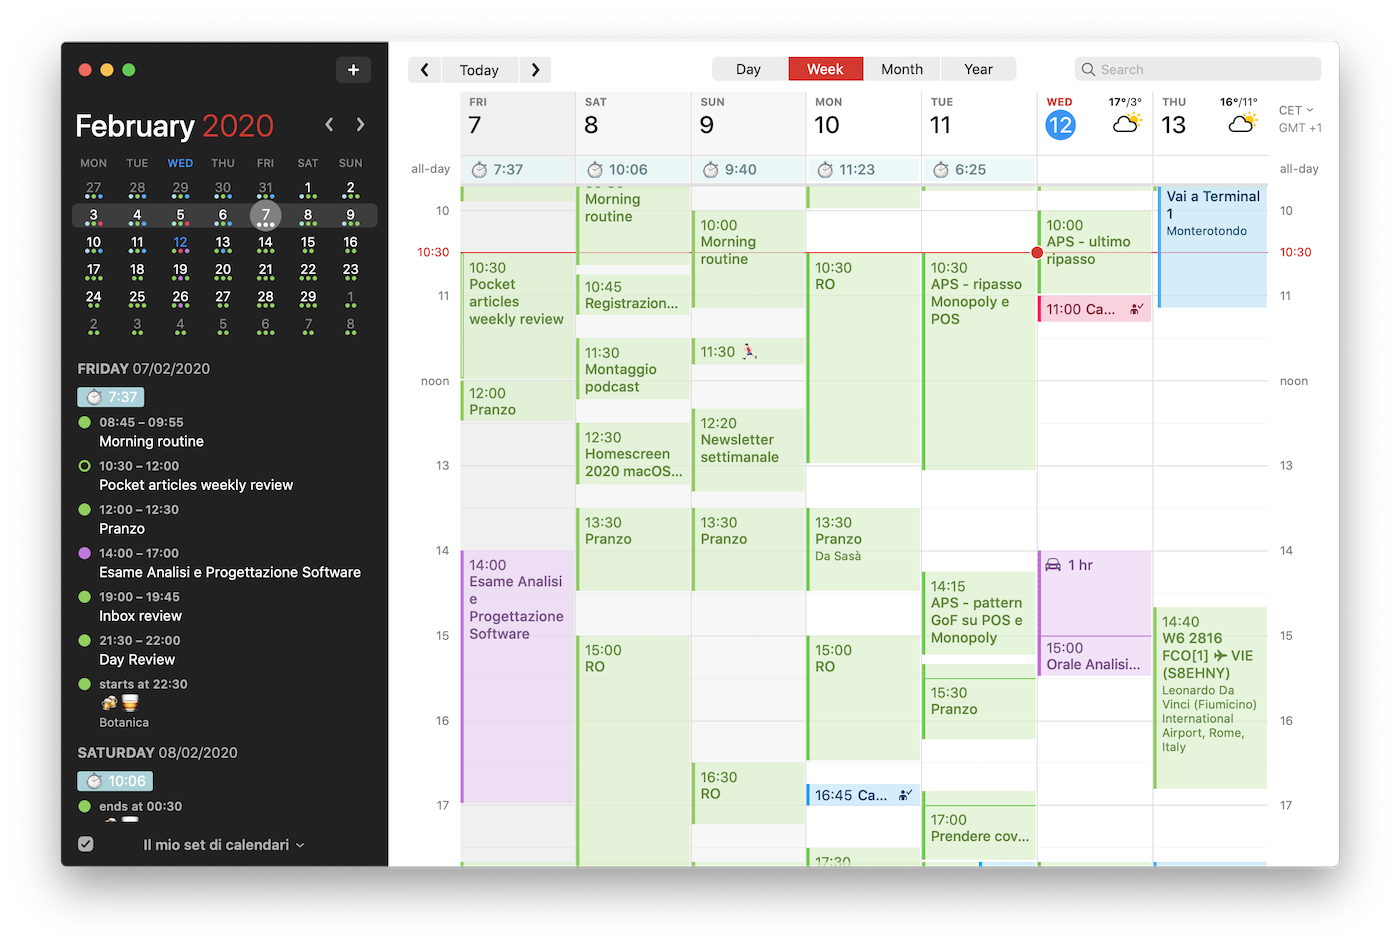 +
February 2020
MON TUE WED THU FRI SAT SUN
27 28 29 30 31 1 2
3 4 5 6 7 8 9
10 11 12 13 14 15 16
17 18 19 20 21 22 23
24 25 26 27 28 29 1
2 3 4 5 6 7 8
FRIDAY 07/02/2020
7:37
08:45 – 09:55
Morning routine
10:30 – 12:00
Pocket articles weekly review
12:00 – 12:30
Pranzo
14:00 – 17:00
Esame Analisi e Progettazione Software
19:00 – 19:45
Inbox review
21:30 – 22:00
Day Review
starts at 22:30
Botanica
SATURDAY 08/02/2020
10:06
ends at 00:30
Il mio set di calendari
Today
Day Week Month Year
Search
FRI
7
SAT
8
SUN
9
MON
10
TUE
11
WED 17°/3°
12
THU 16°/11°
13
CET
GMT +1
all-day 7:37 10:06 9:40 11:23 6:25 all-day
10
10:30
11
noon
13
14
15
16
17
10:30
Pocket
articles
weekly review
12:00
Pranzo
14:00
Esame Analisi
e
Progettazione
Software
Morning
routine
10:45
Registrazion...
11:30
Montaggio
podcast
12:30
Homescreen
2020 macOS...
13:30
Pranzo
15:00
RO
10:00
Morning
routine
11:30
12:20
Newsletter
settimanale
13:30
Pranzo
16:30
RO
10:30
RO
13:30
Pranzo
Da Sasà
15:00
RO
16:45 Ca...
17:30
10:30
APS - ripasso
Monopoly e
POS
14:15
APS - pattern
GoF su POS e
Monopoly
15:30
Pranzo
17:00
Prendere cov...
10:00
APS - ultimo
ripasso
11:00 Ca...
1 hr
15:00
Orale Analisi...
Vai a Terminal
1
Monterotondo
14:40
W6 2816
FCO[1] ✈ VIE
(S8EHNY)
Leonardo Da
Vinci (Fiumicino)
International
Airport, Rome,
Italy
10
10:30
11
noon
13
14
15
16
17